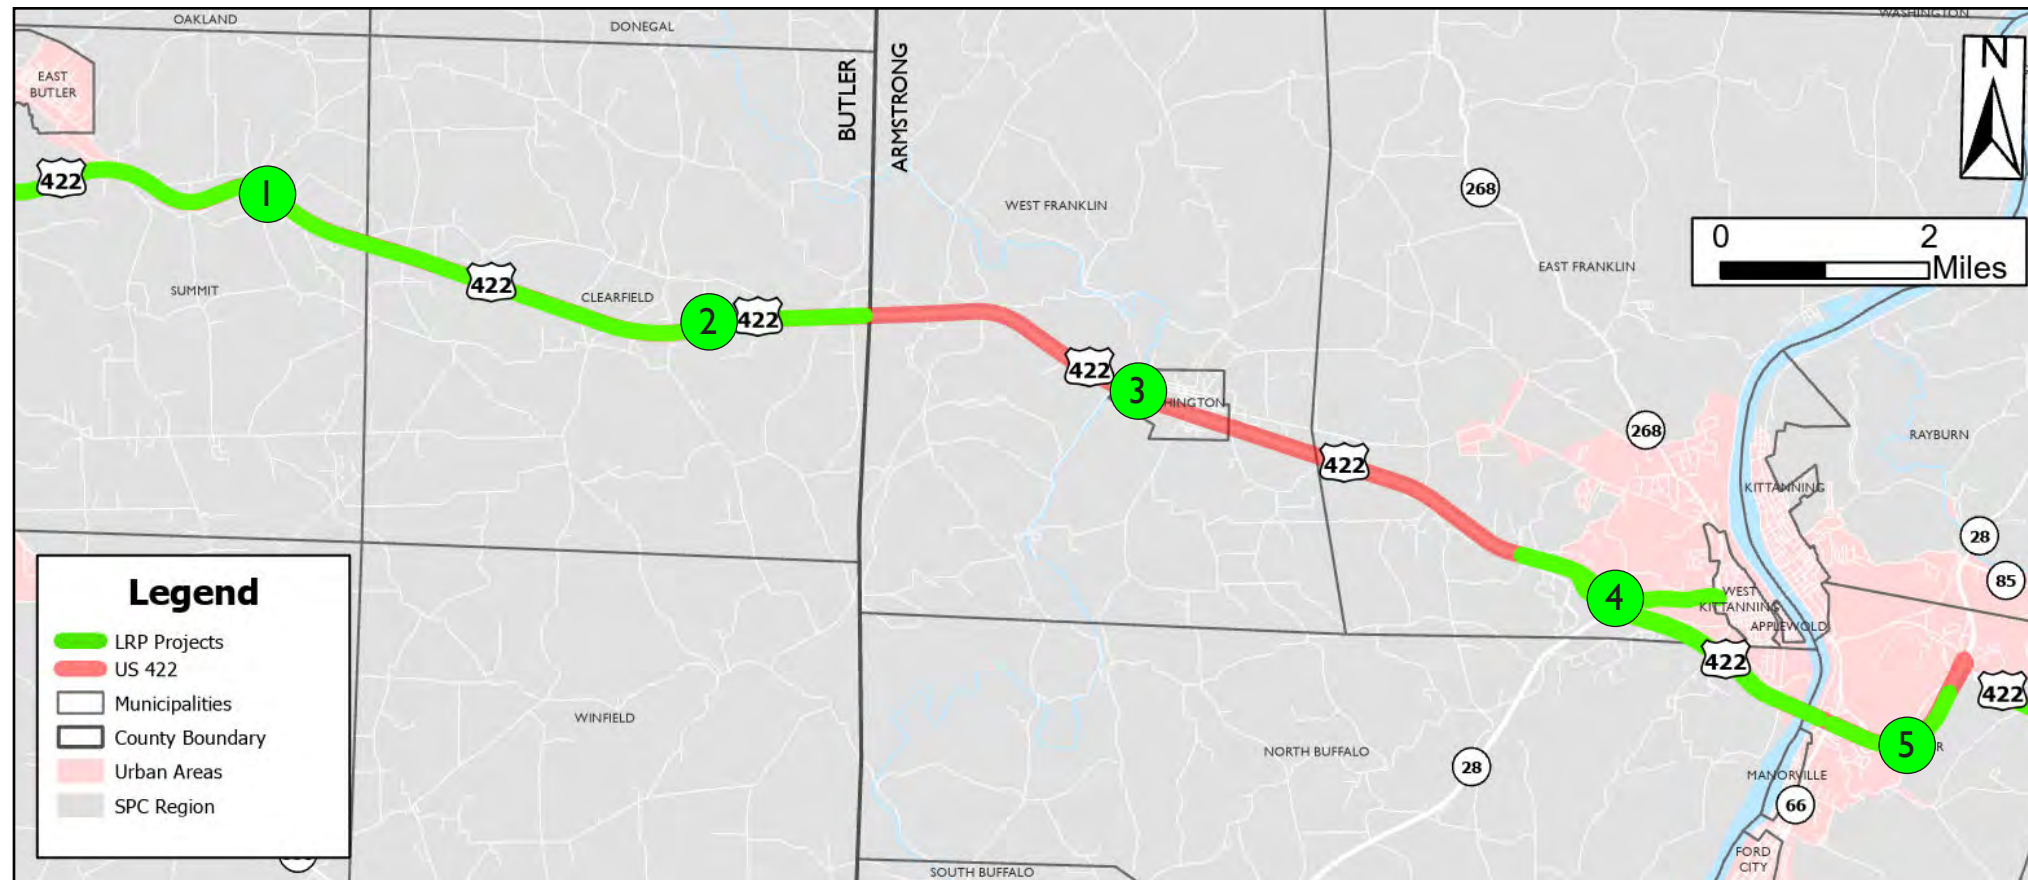 OAKLAND
DONEGAL
WASHINGTON
EAST
BUTLER
BUTLER
ARMSTRONG
N
422
1
WEST FRANKLIN
268
0 2
Miles
SUMMIT
422
CLEARFIELD
2
422
EAST FRANKLIN
422
3
HINGTON
268
RAYBURN
422
KITTANNING
28
85
4
WEST
KITTANNING
APPLEWOLD
422
422
5
R
Legend
LRP Projects
US 422
Municipalities
County Boundary
Urban Areas
SPC Region
WINFIELD
NORTH BUFFALO
28
MANORVILLE
66
FORD
CITY
SOUTH BUFFALO